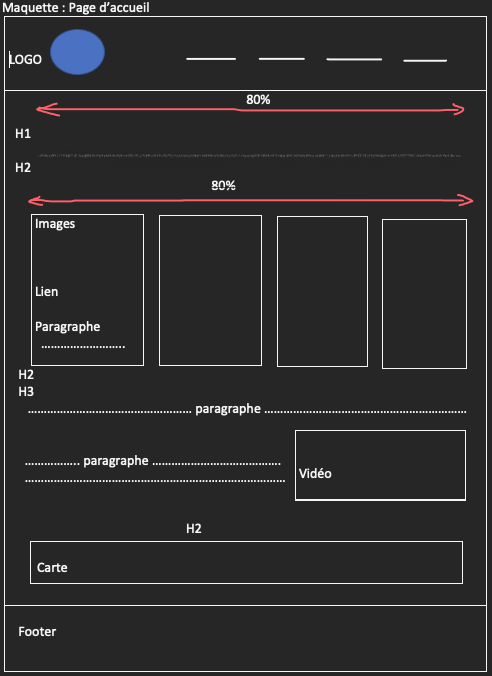 Maquette : Page d’accueil
LOGO
80%
H1
H2
80%
Images
Lien
Paragraphe
...........................
H2
H3
...................................................... paragraphe ....................................................................
.................. paragraphe ...........................................
......................................................................................
Vidéo
H2
Carte
Footer